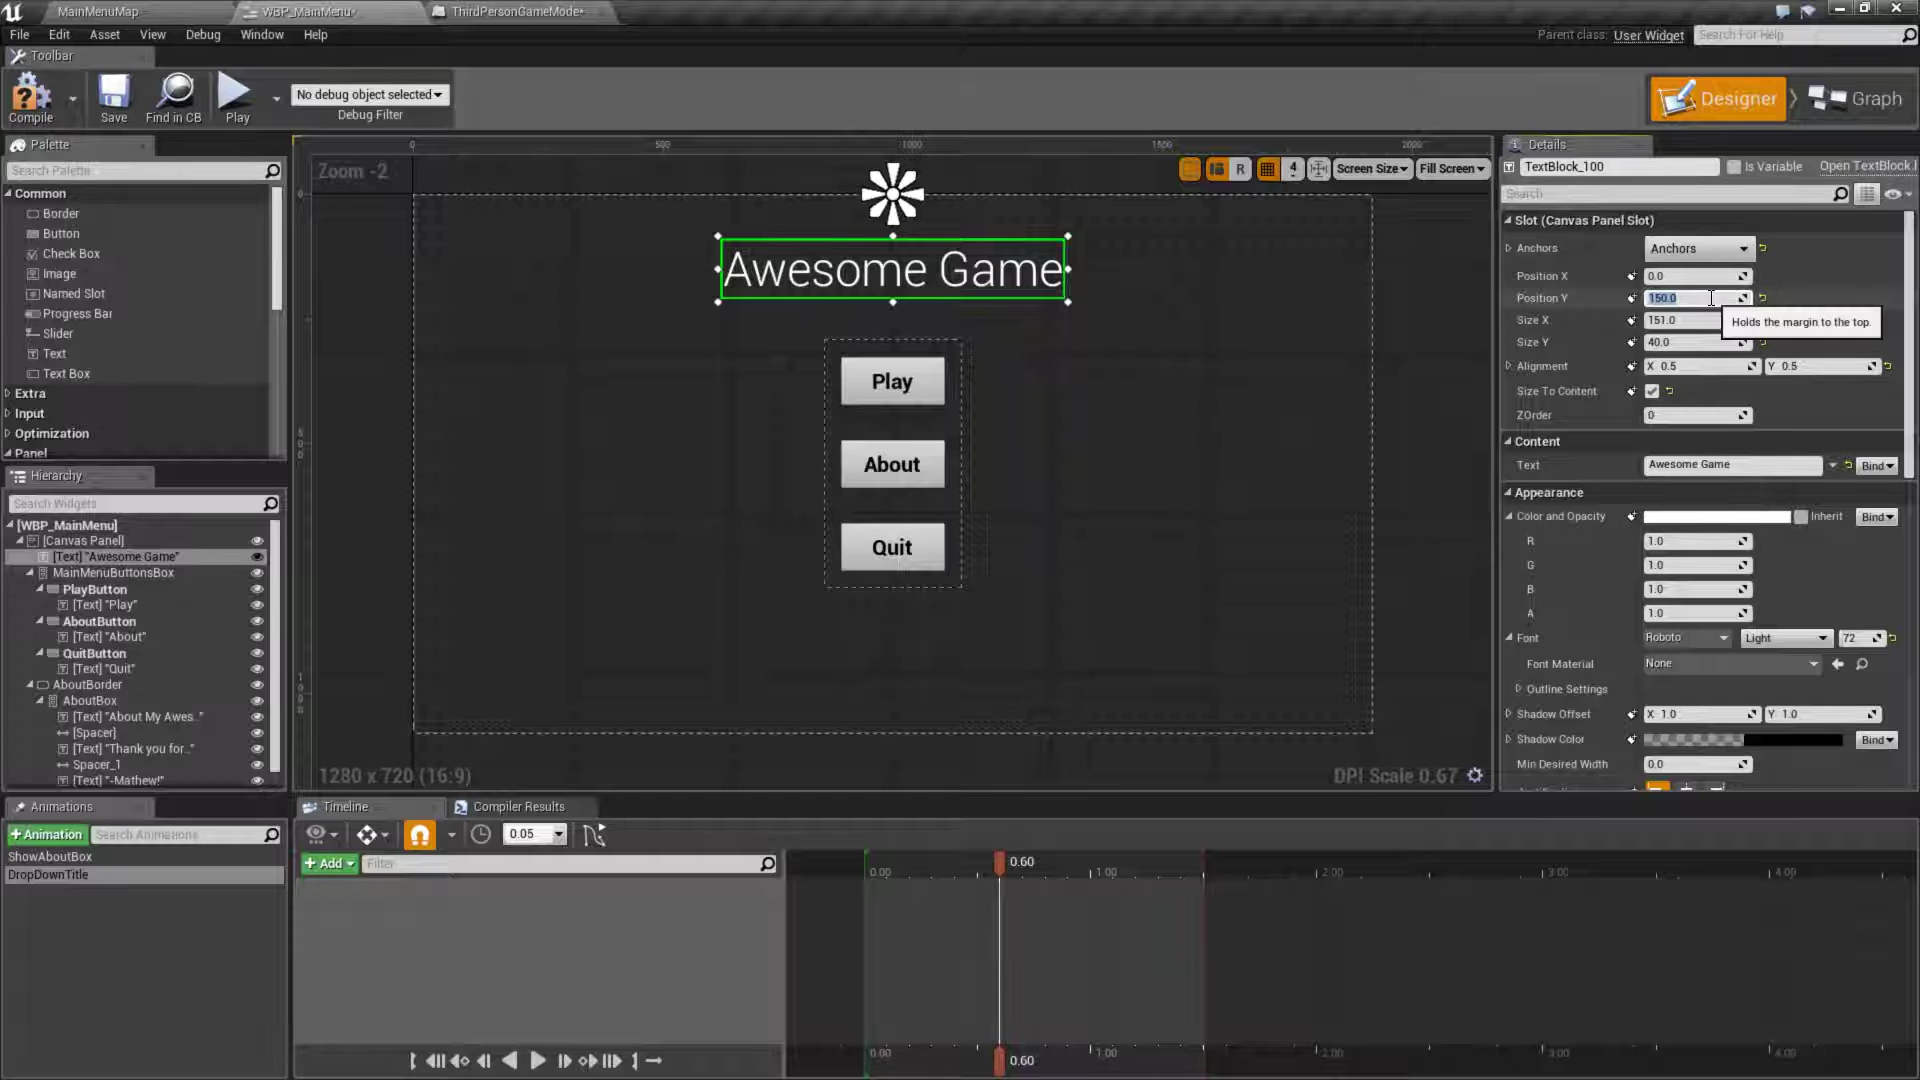 MainMenuMap
WBP_MainMenu*
ThirdPersonGameMode*
File
Edit
Asset
View
Debug
Window
Help
Parent class:
User Widget
Search For Help
Toolbar
Compile
Save
Find in CB
Play
No debug object selected
Debug Filter
Designer
Graph
Palette
Search Palette
Common
Border
Button
Check Box
Image
Named Slot
Progress Bar
Slider
Text
Text Box
Extra
Input
Optimization
Panel
Hierarchy
Search Widgets
[WBP_MainMenu]
[Canvas Panel]
[Text] "Awesome Game"
MainMenuButtonsBox
PlayButton
[Text] "Play"
AboutButton
[Text] "About"
QuitButton
[Text] "Quit"
AboutBorder
AboutBox
[Text] "About My Awes.."
[Spacer]
[Text] "Thank you for.."
Spacer_1
[Text] "-Mathew!"
0
500
1000
1500
2000
Zoom -2
R
4
Screen Size
Fill Screen
Awesome Game
Play
About
Quit
1280 x 720 (16:9)
DPI Scale 0.67
Details
TextBlock_100
Is Variable
Open TextBlock.h
Search
Slot (Canvas Panel Slot)
Anchors
Anchors
Position X
0.0
Position Y
150.0
Holds the margin to the top.
Size X
151.0
Size Y
40.0
Alignment
X 0.5
Y 0.5
Size To Content
ZOrder
0
Content
Text
Awesome Game
Bind
Appearance
Color and Opacity
Inherit
Bind
R
1.0
G
1.0
B
1.0
A
1.0
Font
Roboto
Light
72
Font Material
None
Outline Settings
Shadow Offset
X 1.0
Y 1.0
Shadow Color
Bind
Min Desired Width
0.0
Animations
+Animation
Search Animations
ShowAboutBox
DropDownTitle
Timeline
Compiler Results
0.05
+ Add
Filter
0.60
0.00
1.00
2.00
3.00
4.00
0.00
0.60
1.00
2.00
3.00
4.00